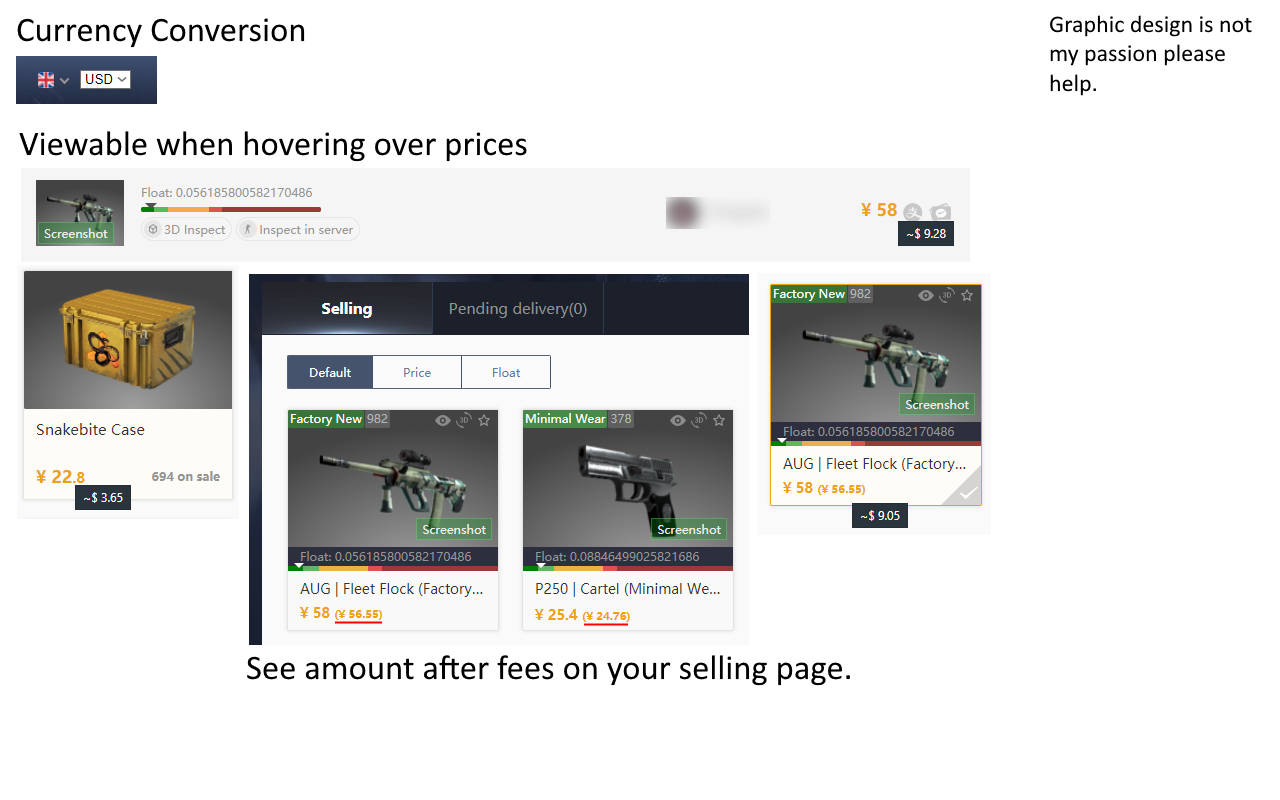 Currency Conversion
Graphic design is not
my passion please
help.
USD
Viewable when hovering over prices
Float: 0.056185800582170486
Screenshot
3D Inspect
Inspect in server
¥ 58
~$ 9.28
Snakebite Case
¥ 22.8
694 on sale
~$ 3.65
Selling
Pending delivery(0)
Default
Price
Float
Factory New 982
3D
Screenshot
Float: 0.056185800582170486
AUG | Fleet Flock (Factory...
¥ 58 (¥ 56.55)
Minimal Wear 378
3D
Screenshot
Float: 0.08846499025821686
P250 | Cartel (Minimal We...
¥ 25.4 (¥ 24.76)
Factory New 982
3D
Screenshot
Float: 0.056185800582170486
AUG | Fleet Flock (Factory...
¥ 58 (¥ 56.55)
~$ 9.05
See amount after fees on your selling page.